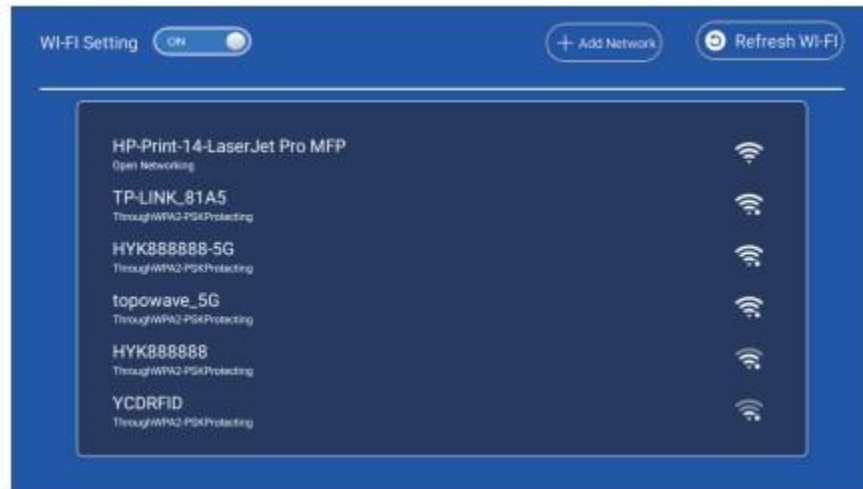 WI-FI Setting ON + Add Network Refresh WI-FI
HP-Print-14-LaserJet Pro MFP
Open Networking
TP-LINK_81A5
ThroughWPA2-PSKProtecting
HYK888888-5G
ThroughWPA2-PSKProtecting
topowave_5G
ThroughWPA2-PSKProtecting
HYK888888
ThroughWPA2-PSKProtecting
YCDRFID
ThroughWPA2-PSKProtecting